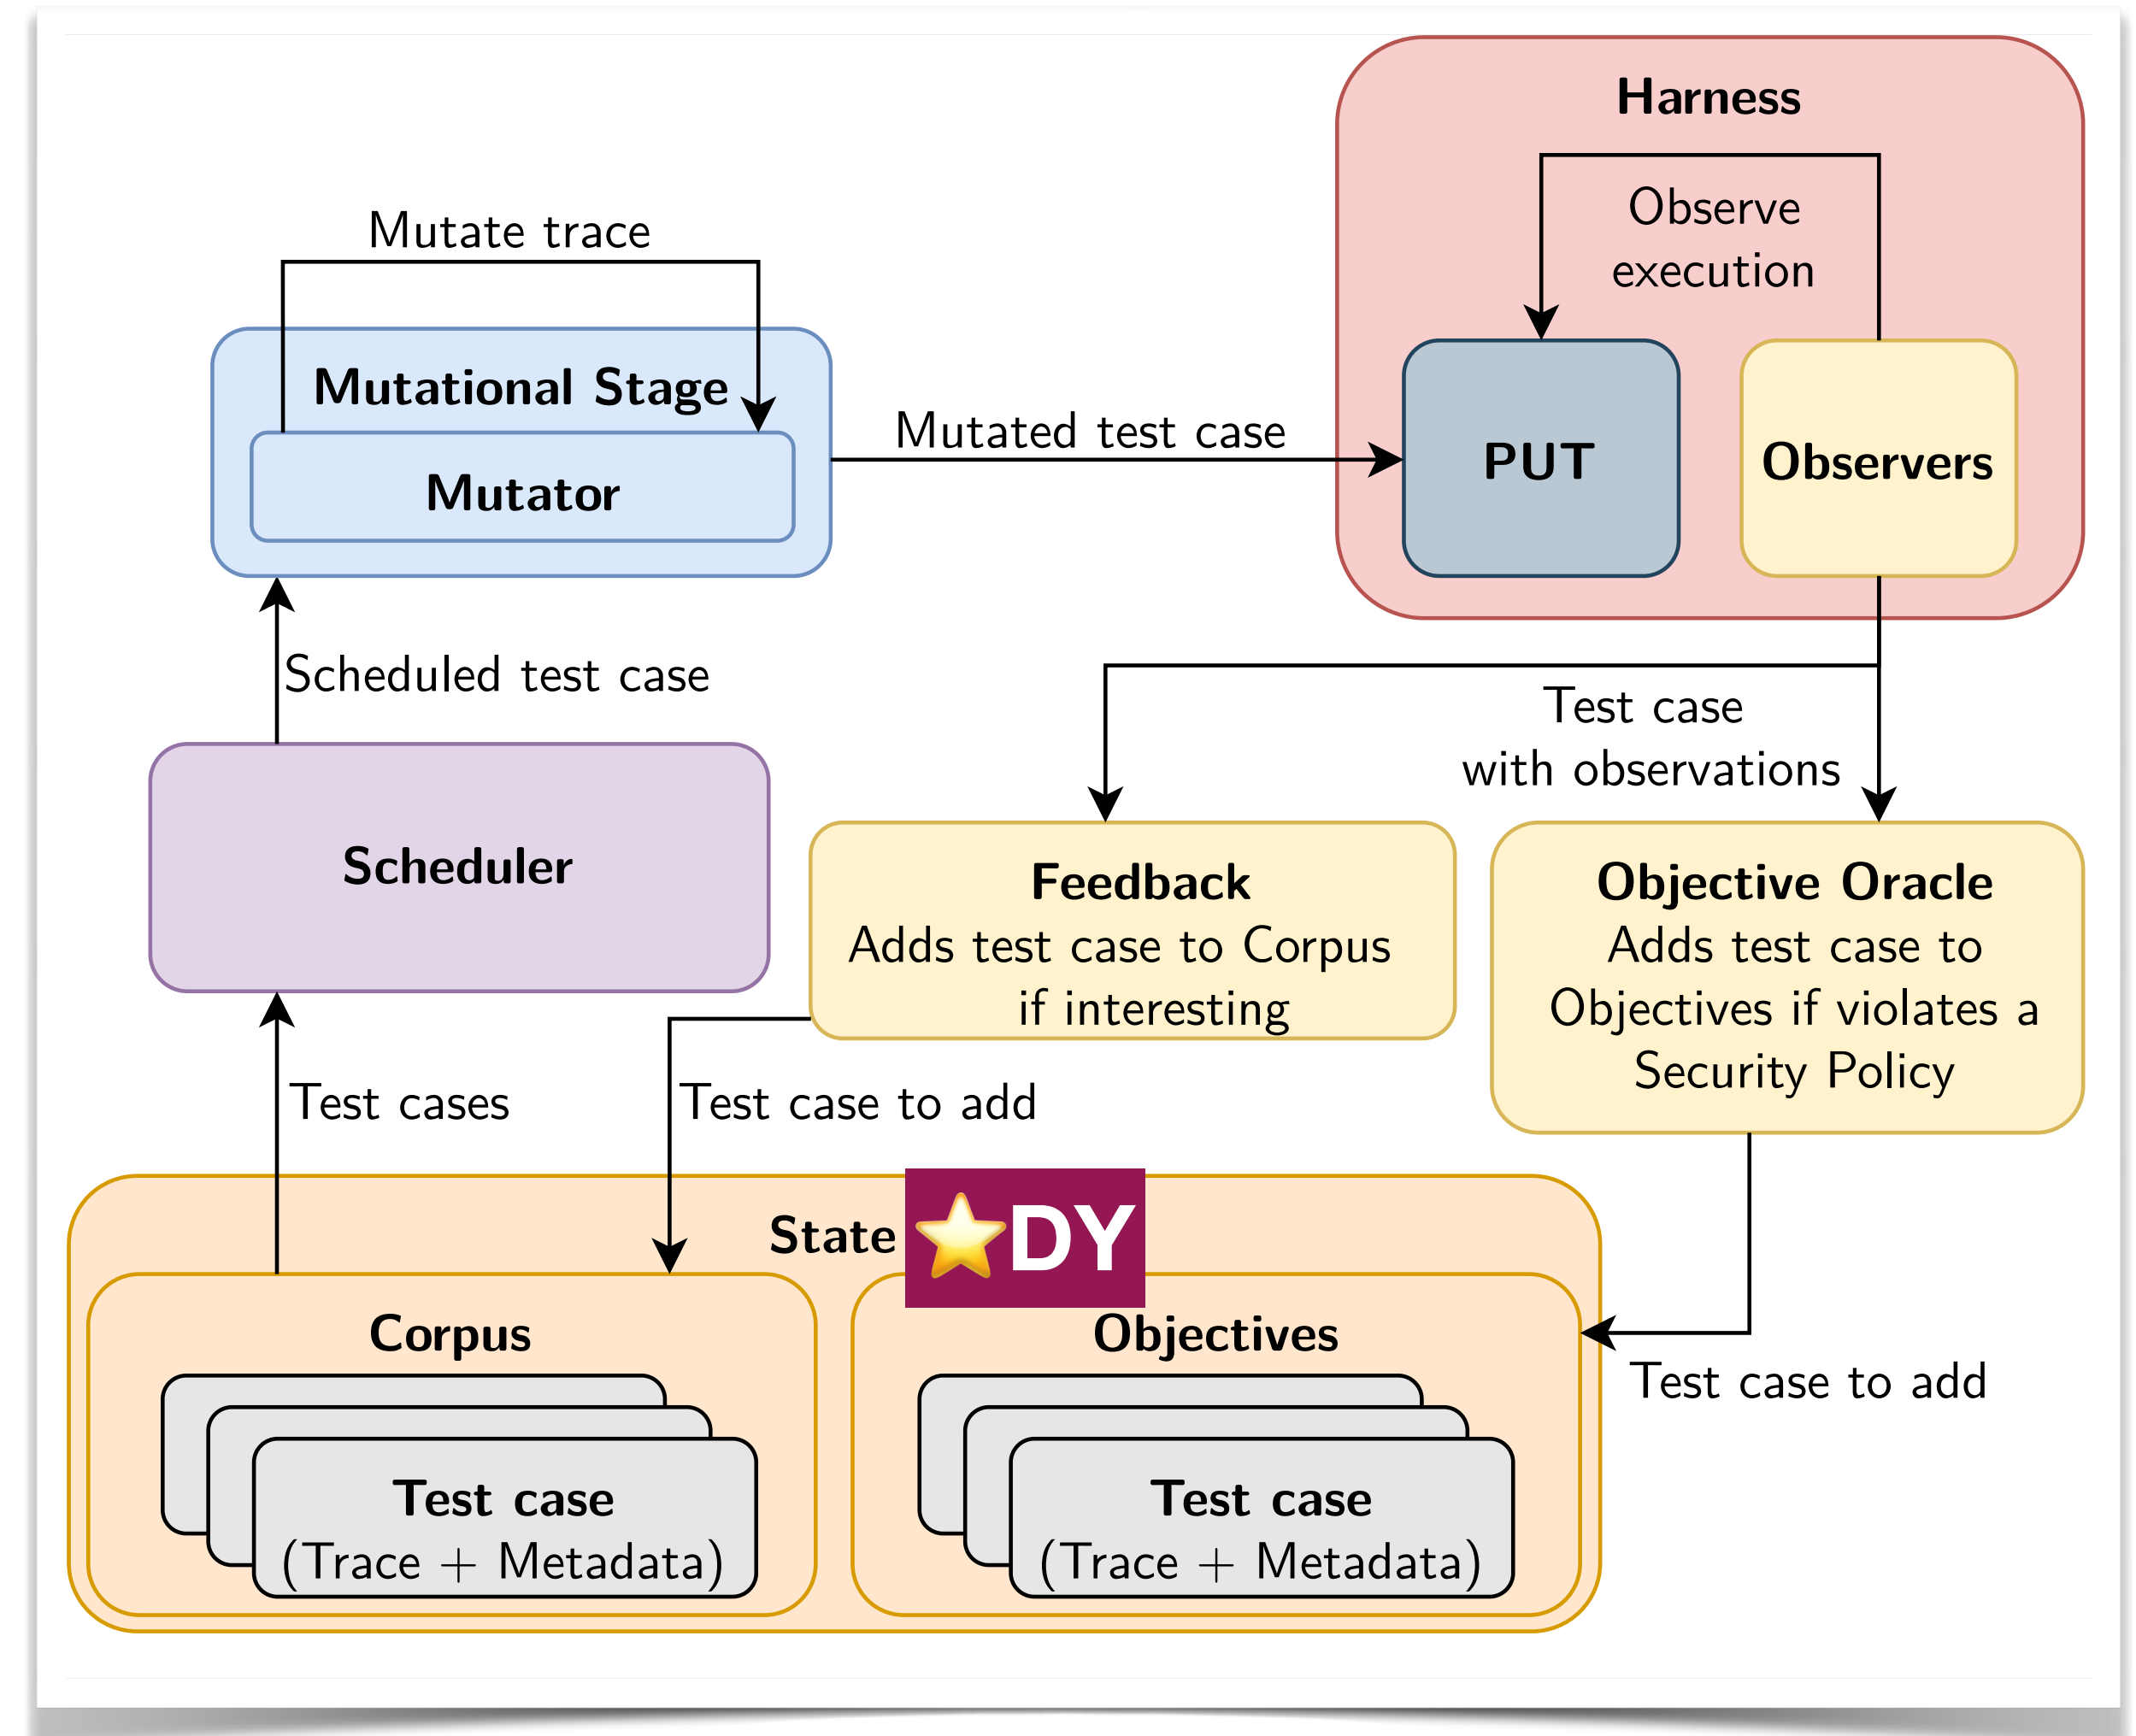 Harness
Observe
execution
Mutate trace
Mutational Stage
Mutator
Mutated test case
PUT
Observers
Scheduled test case
Test case
with observations
Scheduler
Feedback
Adds test case to Corpus
if interesting
Objective Oracle
Adds test case to
Objectives if violates a
Security Policy
Test cases
Test case to add
State
DY
Corpus
Objectives
Test case to add
Test case
(Trace + Metadata)
Test case
(Trace + Metadata)